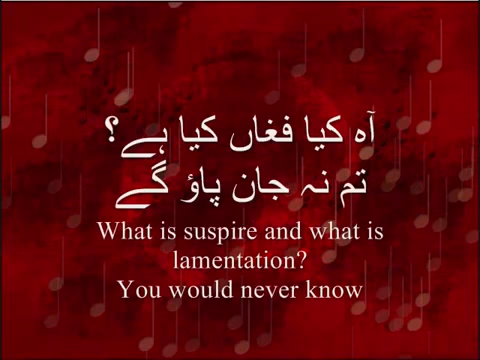 آہ کیا فغاں کیا ہے؟
تم نہ جان پاؤ گے
What is suspire and what is
lamentation?
You would never know